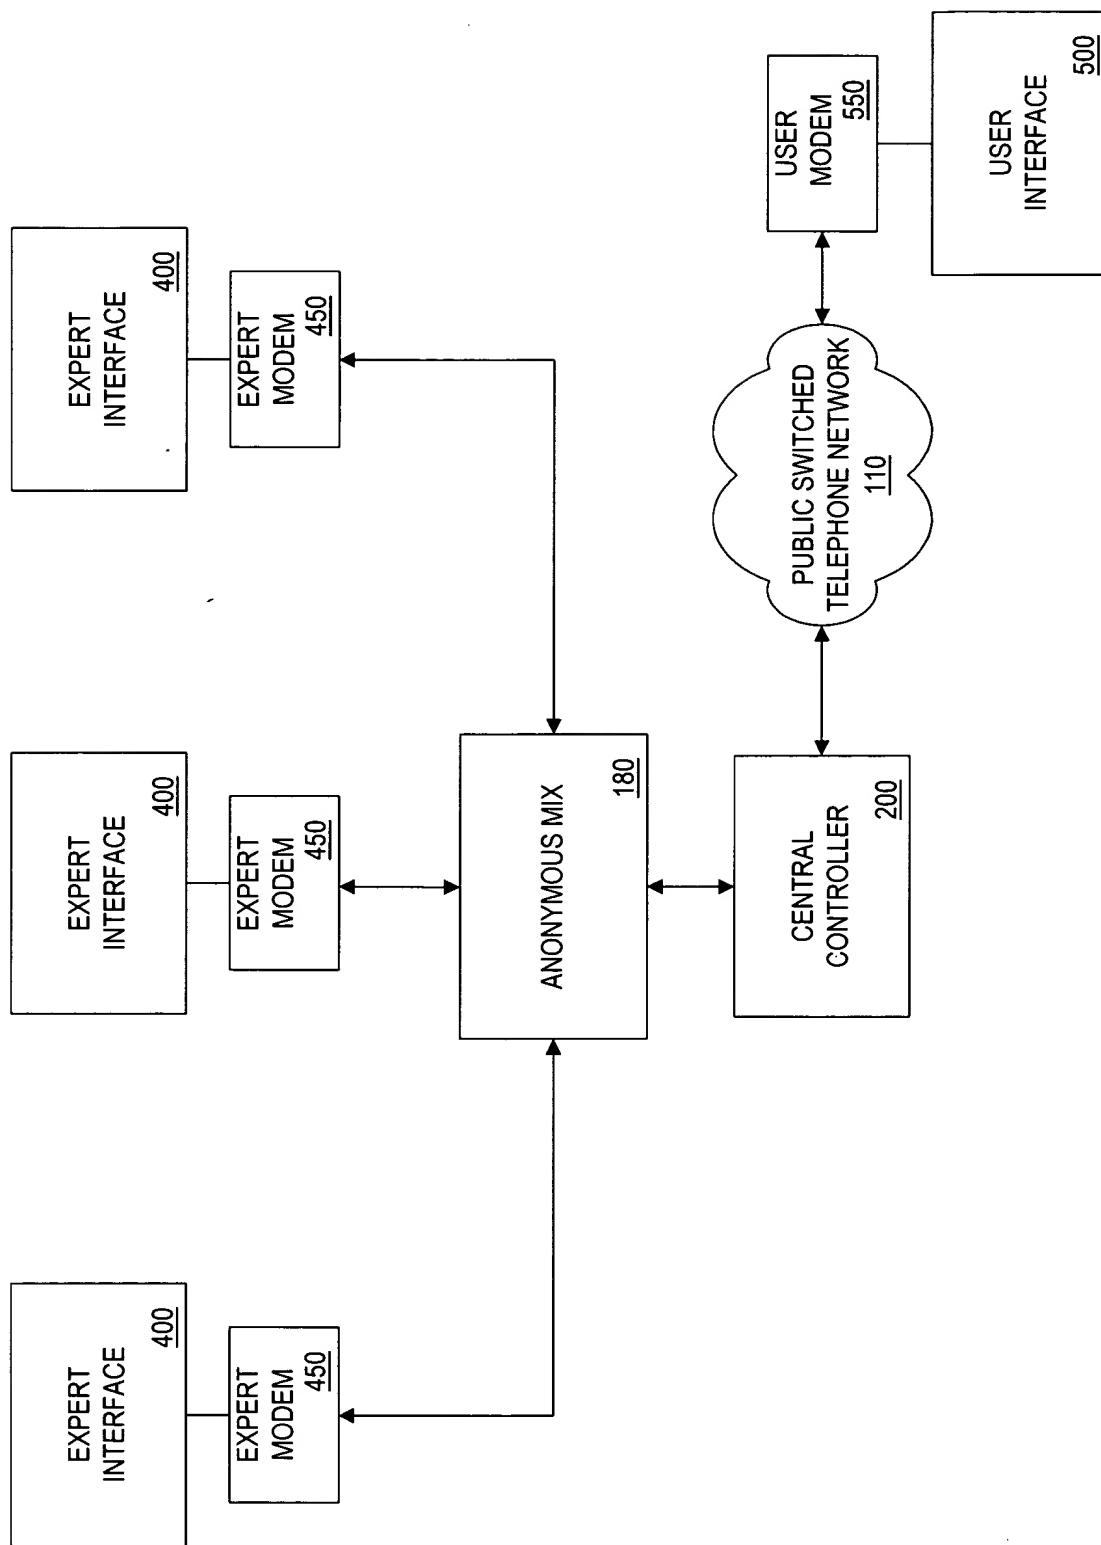 EXPERT
INTERFACE
400
EXPERT
MODEM
450
EXPERT
INTERFACE
400
EXPERT
MODEM
450
EXPERT
INTERFACE
400
EXPERT
MODEM
450
ANONYMOUS MIX
180
CENTRAL
CONTROLLER
200
PUBLIC SWITCHED
TELEPHONE NETWORK
110
USER
MODEM
550
USER
INTERFACE
500